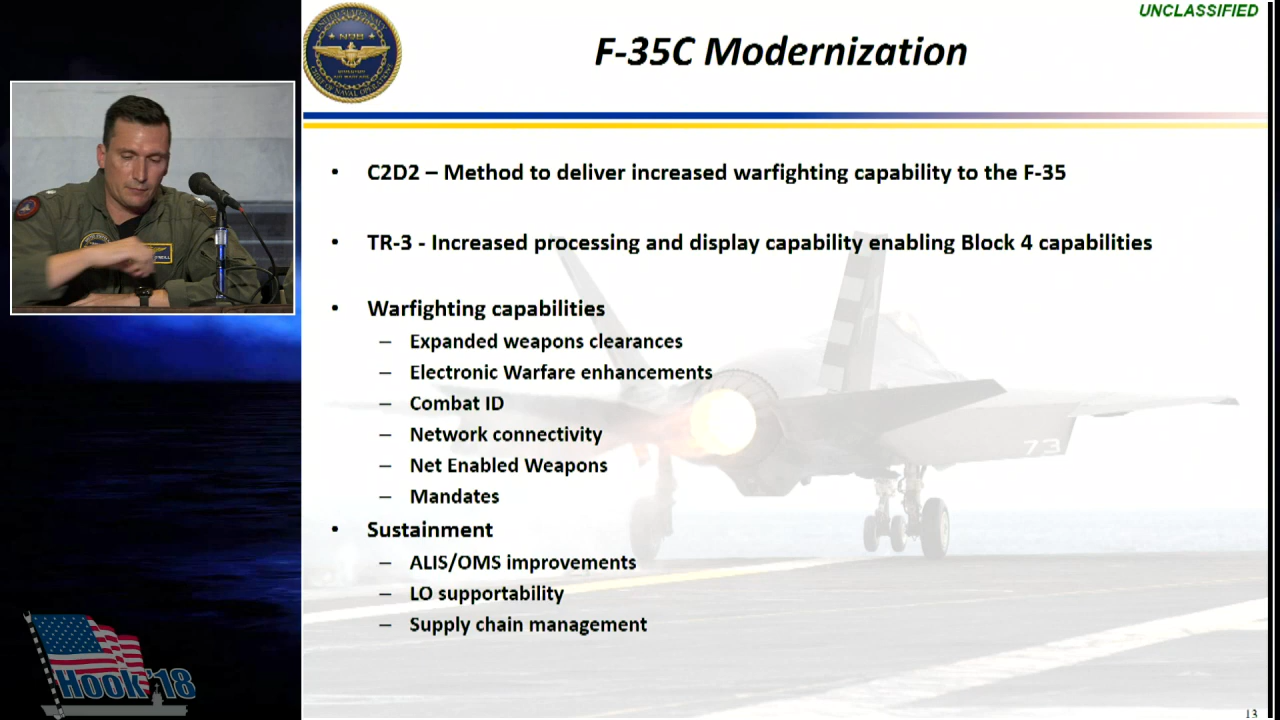 UNCLASSIFIED
F-35C Modernization
• C2D2 – Method to deliver increased warfighting capability to the F-35
• TR-3 - Increased processing and display capability enabling Block 4 capabilities
• Warfighting capabilities
– Expanded weapons clearances
– Electronic Warfare enhancements
– Combat ID
– Network connectivity
– Net Enabled Weapons
– Mandates
• Sustainment
– ALIS/OMS improvements
– LO supportability
– Supply chain management
73
Hook '18
13